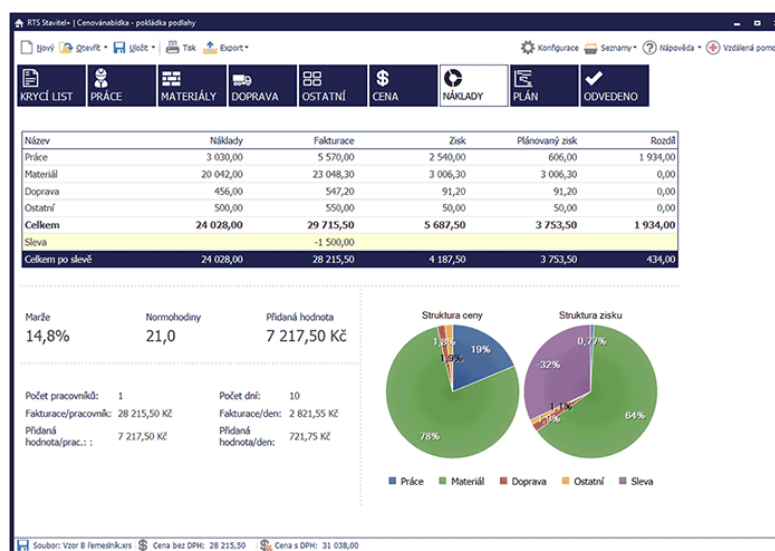 RTS Stavitel+ | Cenovánabídka - pokládka podlahy
Nový Otevřít Uložit Tisk Export Konfigurace Seznamy Nápověda Vzdálená pomo
KRYCÍ LIST PRÁCE MATERIÁLY DOPRAVA OSTATNÍ CENA NÁKLADY PLÁN ODVEDENO
Název Náklady Fakturace Zisk Plánovaný zisk Rozdíl
Práce 3 030,00 5 570,00 2 540,00 606,00 1 934,00
Materiál 20 042,00 23 048,30 3 006,30 3 006,30 0,00
Doprava 456,00 547,20 91,20 91,20 0,00
Ostatní 500,00 550,00 50,00 50,00 0,00
Celkem 24 028,00 29 715,50 5 687,50 3 753,50 1 934,00
Sleva -1 500,00
Celkem po slevě 24 028,00 28 215,50 4 187,50 3 753,50 434,00
Marže Normohodiny Přidaná hodnota
14,8% 21,0 7 217,50 Kč
Počet pracovníků: 1 Počet dní: 10
Fakturace/pracovník: 28 215,50 Kč Fakturace/den: 2 821,55 Kč
Přidaná hodnota/prac.: : 7 217,50 Kč Přidaná hodnota/den: 721,75 Kč
Struktura ceny Struktura zisku
1,8% 19% 1,9% 78%
0,77% -32% 1,1% 1,9% 64%
Práce Materiál Doprava Ostatní Sleva
Soubor: Vzor B řemeslník.xrs Cena bez DPH: 28 215,50 Cena s DPH: 31 038,00